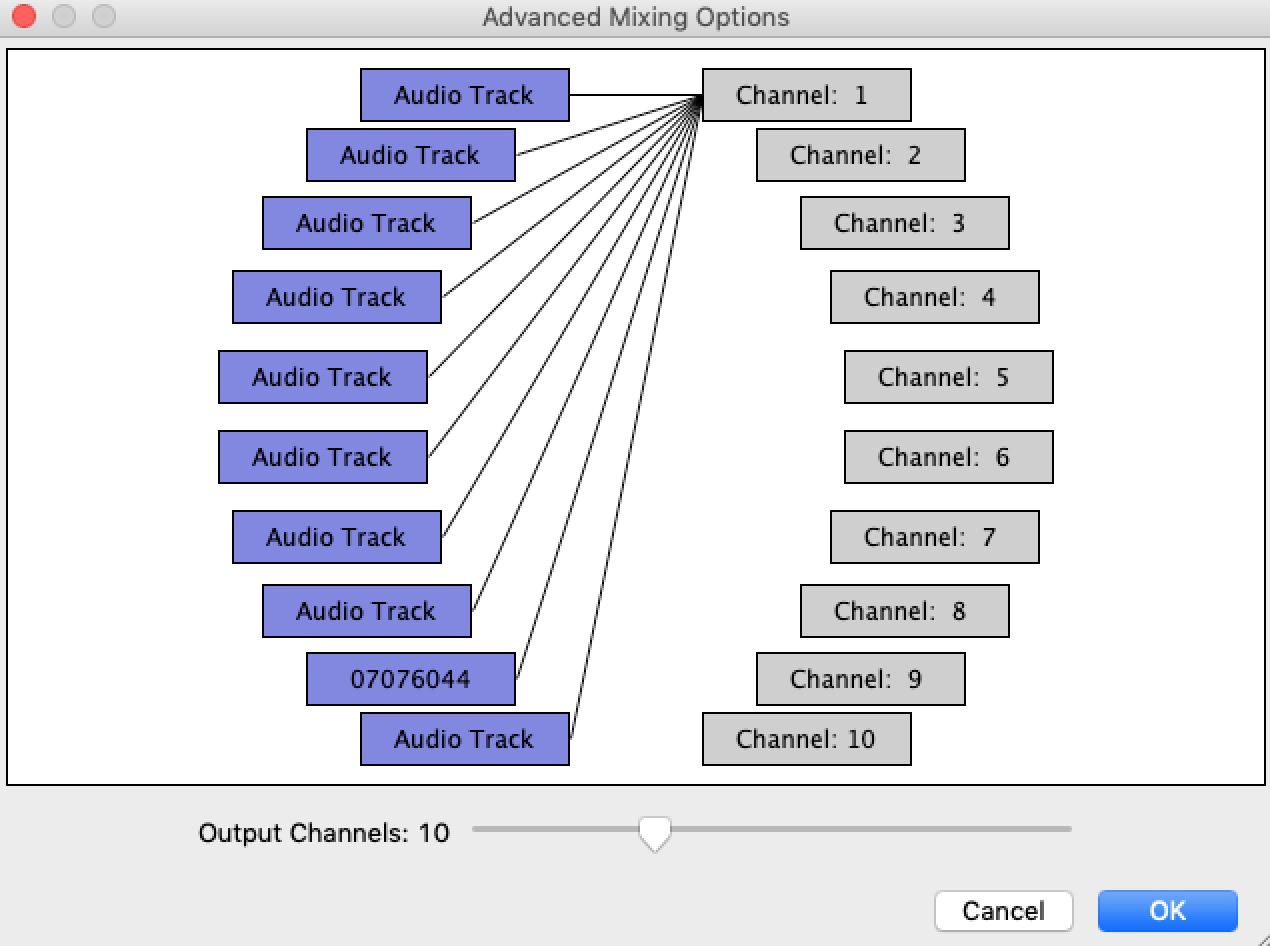 Advanced Mixing Options
Audio Track
Channel: 1
Audio Track
Channel: 2
Audio Track
Channel: 3
Audio Track
Channel: 4
Audio Track
Channel: 5
Audio Track
Channel: 6
Audio Track
Channel: 7
Audio Track
Channel: 8
07076044
Channel: 9
Audio Track
Channel: 10
Output Channels: 10
Cancel
OK